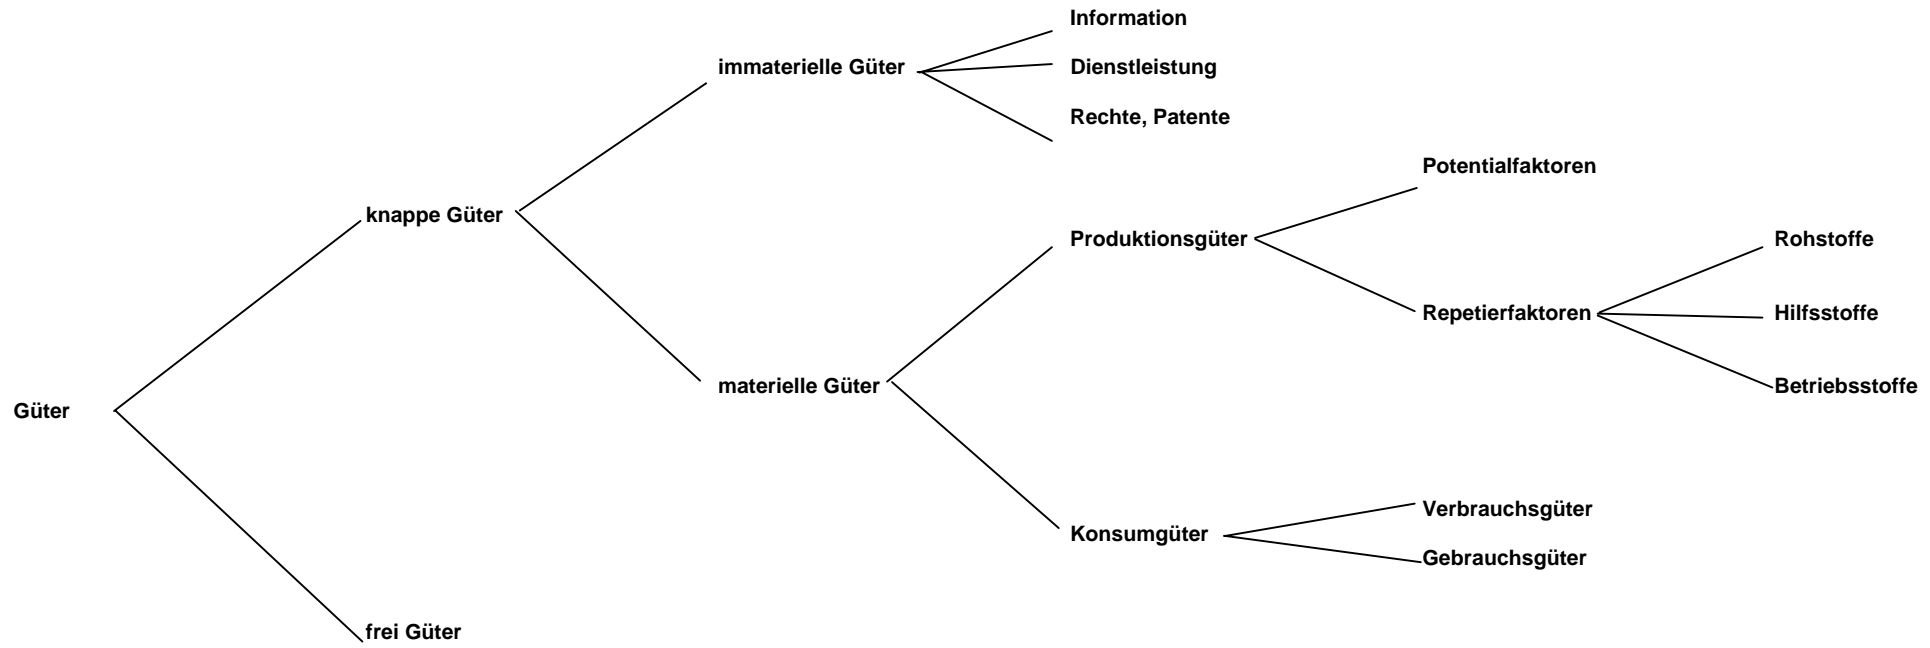 Information
immaterielle Güter
Dienstleistung
Rechte, Patente
Potentialfaktoren
knappe Güter
Produktionsgüter
Rohstoffe
Repetierfaktoren
Hilfsstoffe
materielle Güter
Betriebsstoffe
Güter
Verbrauchsgüter
Konsumgüter
Gebrauchsgüter
frei Güter